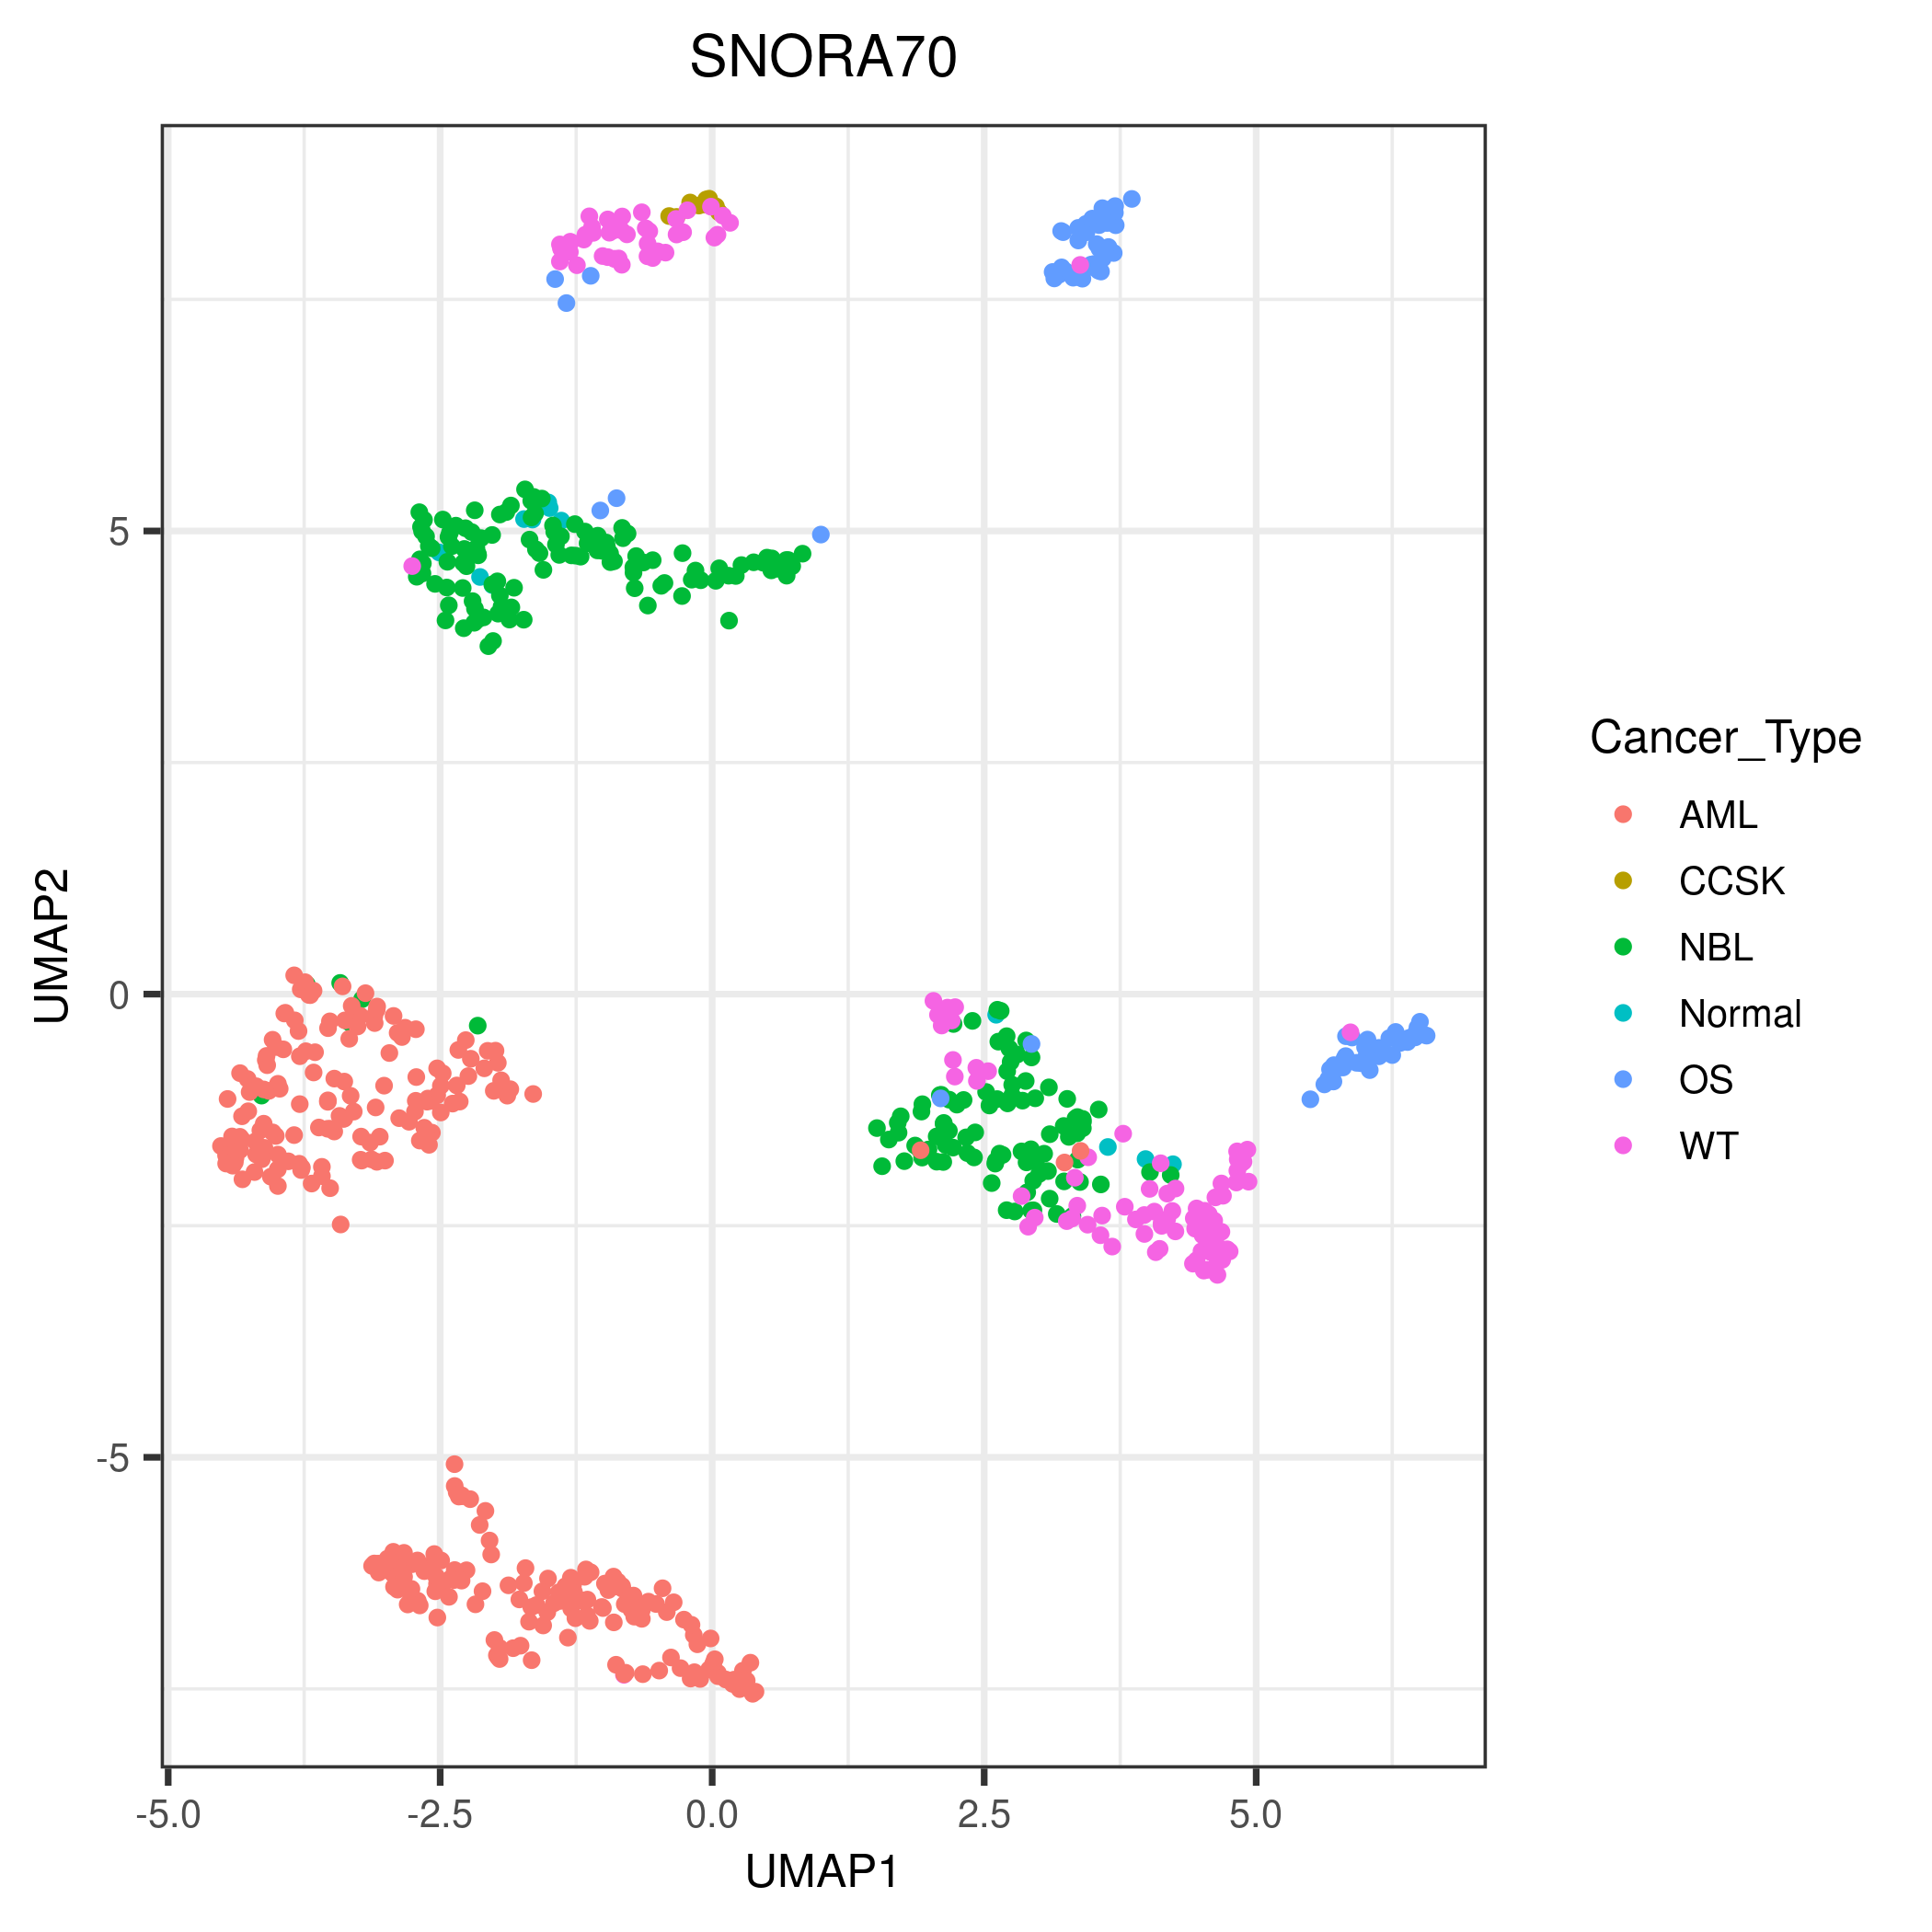 SNORA70
5
0
-5
UMAP2
-5.0
-2.5
0.0
2.5
5.0
UMAP1
Cancer_Type
AML
CCSK
NBL
Normal
OS
WT